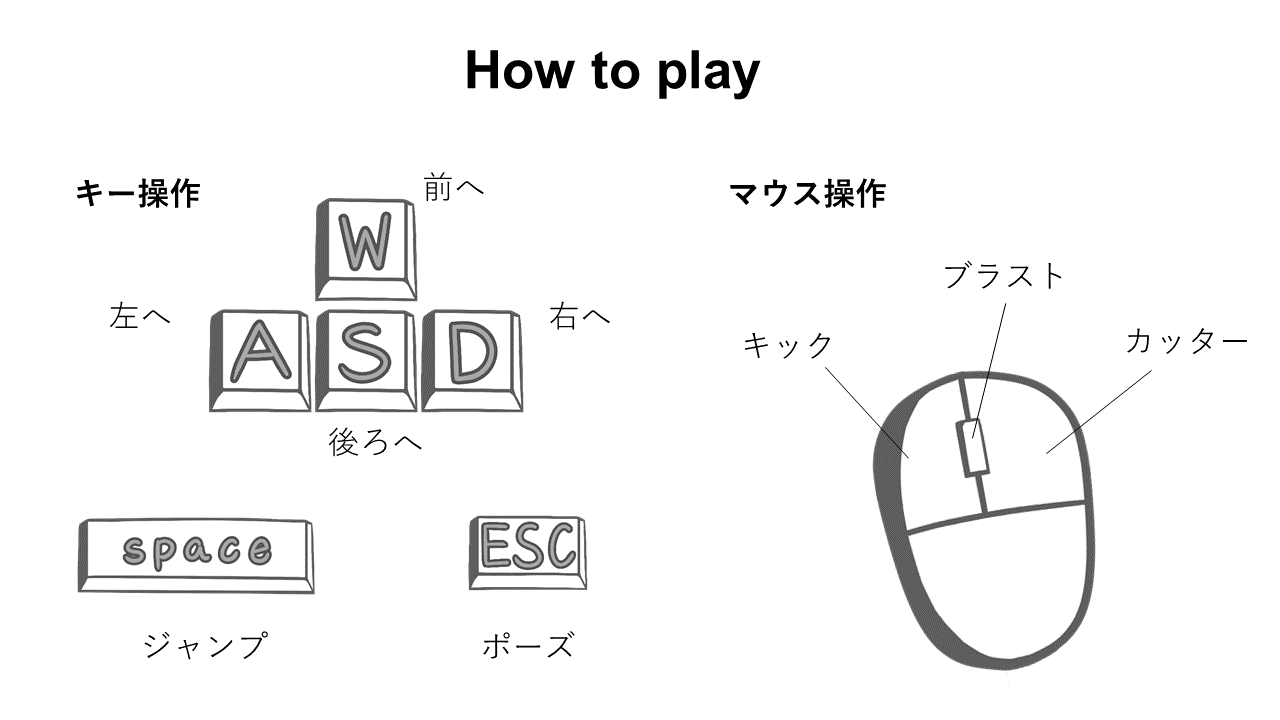 How to play
キー操作
前へ
W
左へ
右へ
A S D
後ろへ
space
ESC
ジャンプ
ポーズ
マウス操作
ブラスト
キック
カッター